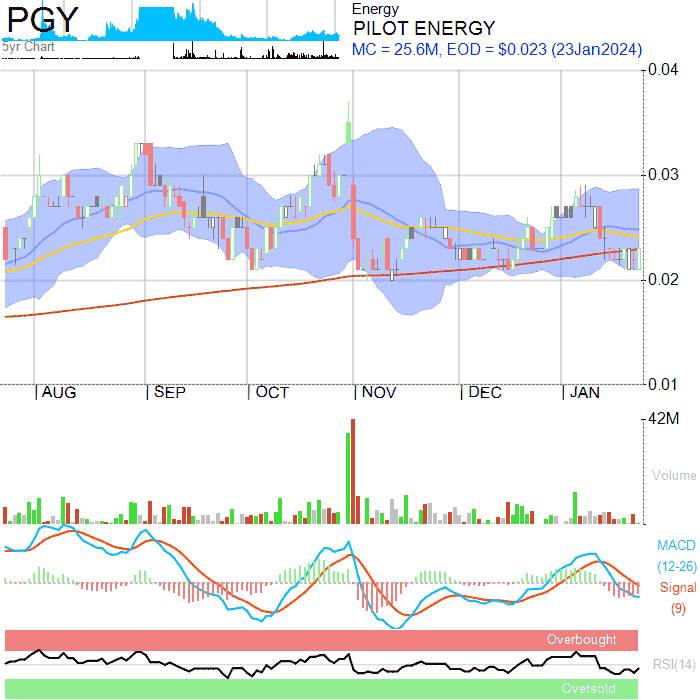 PGY
5yr Chart
Energy
PILOT ENERGY
MC = 25.6M, EOD = $0.023 (23Jan2024)
0.04
0.03
0.02
0.01
AUG SEP OCT NOV DEC JAN
42M
Volume
MACD
(12-26)
Signal
(9)
Overbought
RSI(14)
Oversold